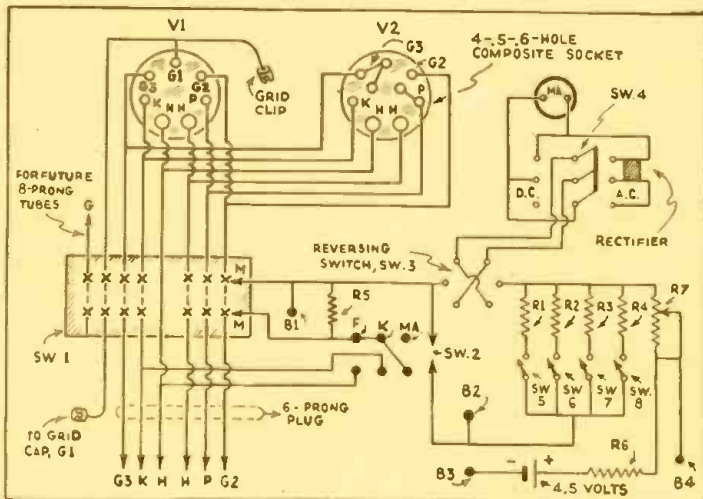 V1
V2
4-,5-,6-HOLE
COMPOSITE SOCKET
G3
G2
G1
G3
G2
K
H
H
P
GRID
CLIP
K
H
H
P
MA
SW.4
D.C.
A.C.
RECTIFIER
FOR FUTURE
8-PRONG
TUBES
G
REVERSING
SWITCH, SW.3
M
M
SW 1
B1
R5
F
K
MA
SW.2
R1
R2
R3
R4
R7
SW
5
SW
6
SW.
7
SW.
8
B2
TO GRID
CAP, G1
6-PRONG
PLUG
G3 K H H P G2
B3
-
+
4.5 VOLTS
R6
B4